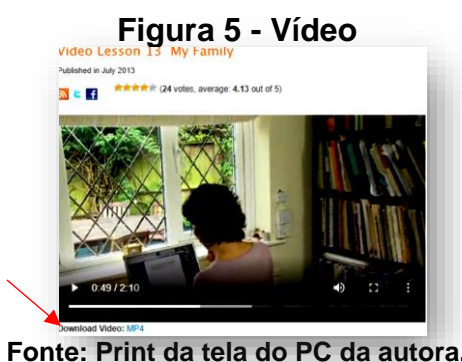 Figura 5 - Vídeo
Video Lesson 13 My Family
Published in July 2013
(24 votes, average: 4.13 out of 5)
0:49 / 2:10
Download Video: MP4
Fonte: Print da tela do PC da autora.